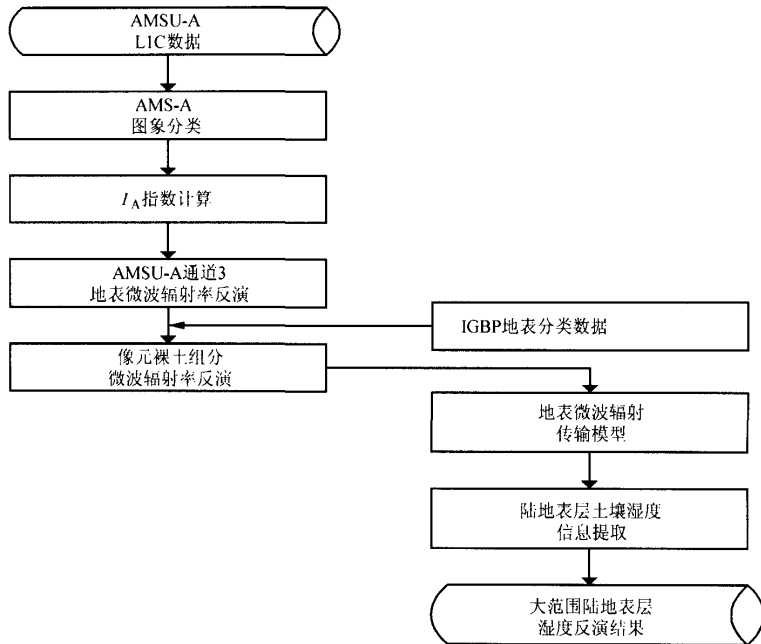 AMSU-A
L1C数据
AMS-A
图象分类
IA指数计算
AMSU-A通道3
地表微波辐射率反演
IGBP地表分类数据
像元裸土组分
微波辐射率反演
地表微波辐射
传输模型
陆地表层土壤湿度
信息提取
大范围陆地表层
湿度反演结果